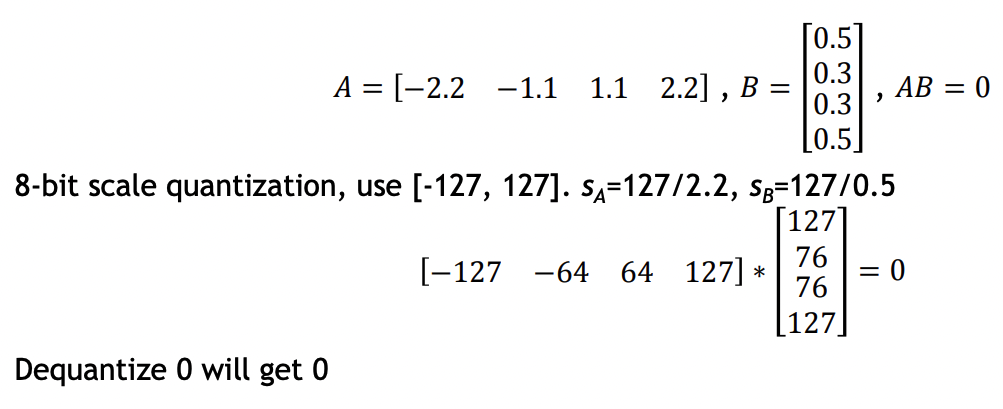 A = [−2.2 −1.1 1.1 2.2] , B = [0.5 0.3 0.3 0.5] , AB = 0
8-bit scale quantization, use [-127, 127]. s_A=127/2.2, s_B=127/0.5
[−127 −64 64 127] * [127 76 76 127] = 0
Dequantize 0 will get 0